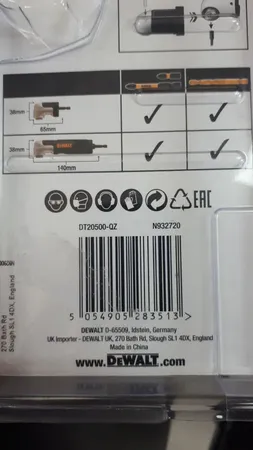 38mm
65mm
DEWALT
38mm
140mm
EAC
DT20500-QZ
N932720
5 054905 283513 >
DEWALT D-65509, Idstein, Germany
UK Importer - DEWALT UK, 270 Bath Rd, Slough SL1 4DX, England
Made in China
www.DEWALT.com
270 Bath Rd
Slough SL1 4DX, England